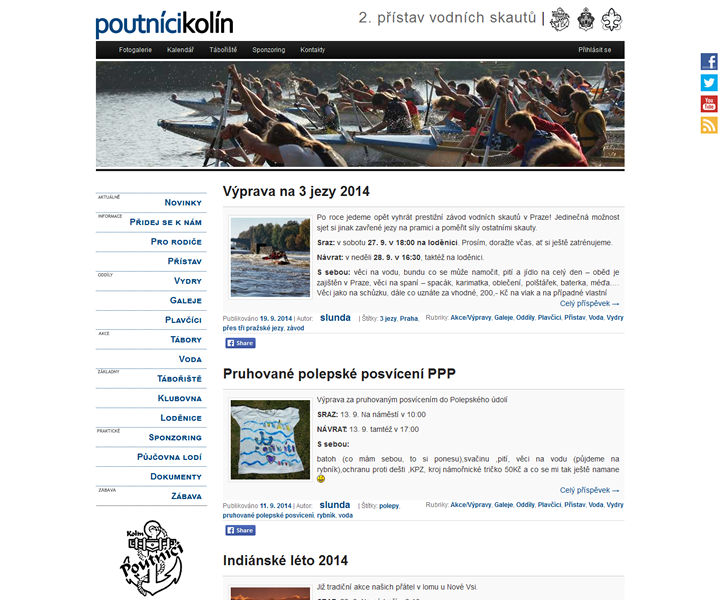 poutnícikolín
2. přístav vodních skautů |
Fotogalerie Kalendář Tábořiště Sponzoring Kontakty Přihlásit se
AKTUÁLNĚ
Novinky
INFORMACE
Přidej se k nám
Pro rodiče
Přístav
ODDÍLY
Vydry
Galeje
Plavčíci
AKCE
Tábory
Voda
ZÁKLADNY
Tábořiště
Klubovna
Loděnice
PRAKTICKÉ
Sponzoring
Půjčovna lodí
Dokumenty
ZÁBAVA
Zábava
Kolín
Poutníci
Výprava na 3 jezy 2014
Po roce jedeme opět vyhrát prestižní závod vodních skautů v Praze! Jedinečná možnost
sjet si jinak zavřené jezy na pramici a poměřit síly ostatními skauty.
Sraz: v sobotu 27. 9. v 18:00 na loděnici. Prosím, doražte včas, ať si ještě zatrénujeme.
Návrat: v neděli 28. 9. v 16:30, taktéž na loděnici.
S sebou: věci na vodu, bundu co se může namočit, pití a jídlo na celý den – oběd je
zajištěn v Praze, věci na spaní – spacák, karimatka, oblečení, polštářek, baterka, méďa….
Věci jako na schůzku, dále co uznáte za vhodné, 200,- Kč na vlak a na případné vlastní
Celý příspěvek →
Publikováno 19. 9. 2014 | Autor: slunda | Štítky: 3 jezy, Praha, přes tři pražské jezy, závod
Rubriky: Akce/Výpravy, Galeje, Oddíly, Plavčíci, Přístav, Voda, Vydry
Share
Pruhované polepské posvícení PPP
Výprava za pruhovaným posvícením do Polepského údolí
SRAZ: 13. 9. Na náměstí v 10:00
NÁVRAT: 13. 9. tamtéž v 17:00
S sebou:
batoh (co mám sebou, to si ponesu),svačinu ,pití, věci na vodu (půjdeme na
rybník),ochranu proti dešti ,KPZ, kroj námořnické tričko 50Kč a co se mi tak ještě namane
Celý příspěvek →
Publikováno 11. 9. 2014 | Autor: slunda | Štítky: polepy, pruhované polepské posvícení, rybník, voda
Rubriky: Akce/Výpravy, Galeje, Oddíly, Plavčíci, Přístav, Voda, Vydry
Share
Indiánské léto 2014
Již tradiční akce našich přátel v lomu u Nové Vsi.